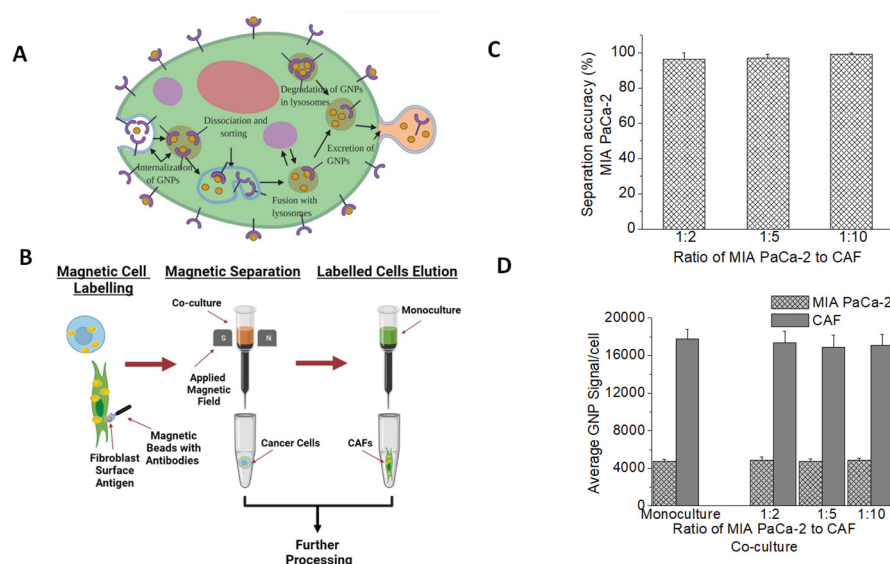 A
Degradation of GNPs
in lysosomes
Dissociation and
sorting
Internalization
of GNPs
Excretion of
GNPs
Fusion with
lysosomes
B
Magnetic Cell
Labelling
Magnetic Separation
Labelled Cells Elution
Co-culture
Monoculture
S
N
Applied
Magnetic
Field
Fibroblast
Surface
Antigen
Magnetic
Beads with
Antibodies
Cancer Cells
CAFs
Further
Processing
C
Separation accuracy (%)
MIA PaCa-2
100
80
60
40
20
0
1:2
1:5
1:10
Ratio of MIA PaCa-2 to CAF
D
MIA PaCa-2
CAF
Average GNP Signal/cell
20000
16000
12000
8000
4000
0
Monoculture
1:2
1:5
1:10
Ratio of MIA PaCa-2 to CAF
Co-culture